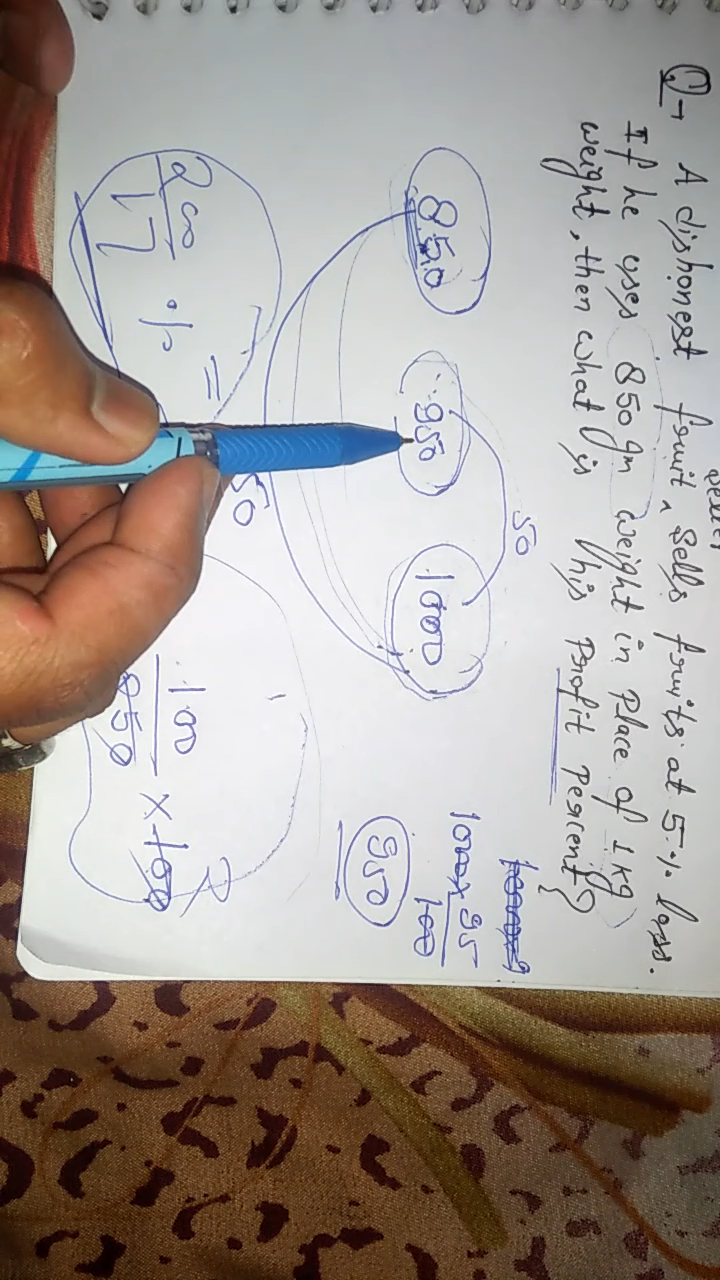 Q→ A dishonest fruit seller sells fruits at 5% loss.
If he uses 850 gm weight in place of 1 kg
weight, then what is his profit percent?
850 950 1000
50
1000 × 95
100
950
50
200
17 % =
100
850 × 100